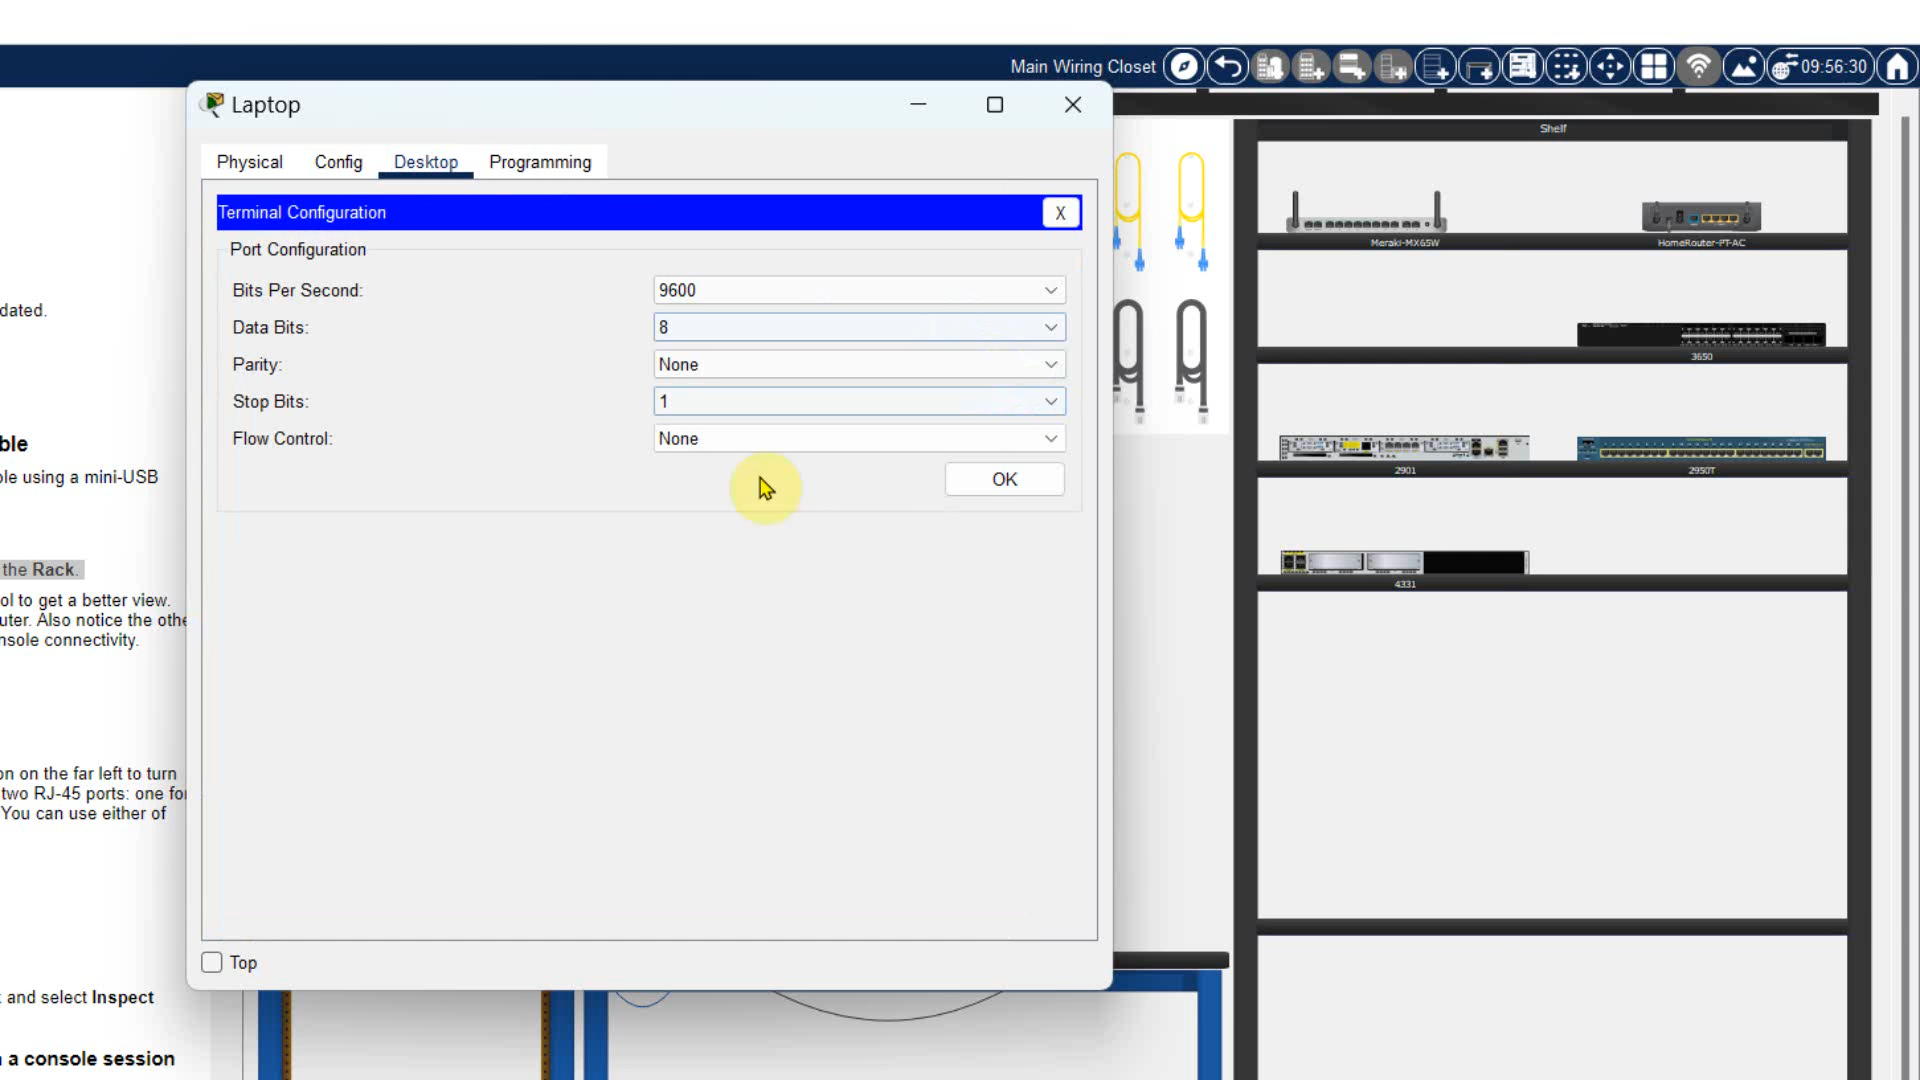 Main Wiring Closet
09:56:30
Laptop
Physical
Config
Desktop
Programming
Terminal Configuration
X
Port Configuration
Bits Per Second:
9600
Data Bits:
8
Parity:
None
Stop Bits:
1
Flow Control:
None
OK
Top
dated.
ble
ble using a mini-USB
the Rack.
ol to get a better view.
uter. Also notice the othe
nsole connectivity.
on on the far left to turn
two RJ-45 ports: one for
You can use either of
and select Inspect
a console session
Shelf
Meraki-MX65W
HomeRouter-PT-AC
3650
2901
2950T
4331